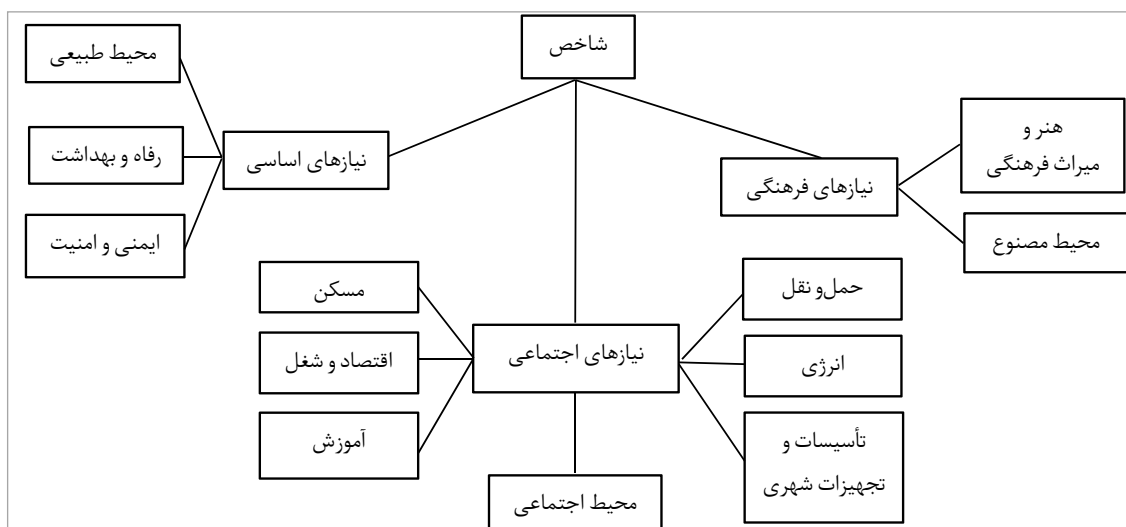 شاخص
نیازهای فرهنگی
هنر و
میراث فرهنگی
محیط مصنوع
نیازهای اساسی
محیط طبیعی
رفاه و بهداشت
ایمنی و امنیت
نیازهای اجتماعی
حمل‌و نقل
انرژی
تأسیسات و
تجهیزات شهری
مسکن
اقتصاد و شغل
آموزش
محیط اجتماعی